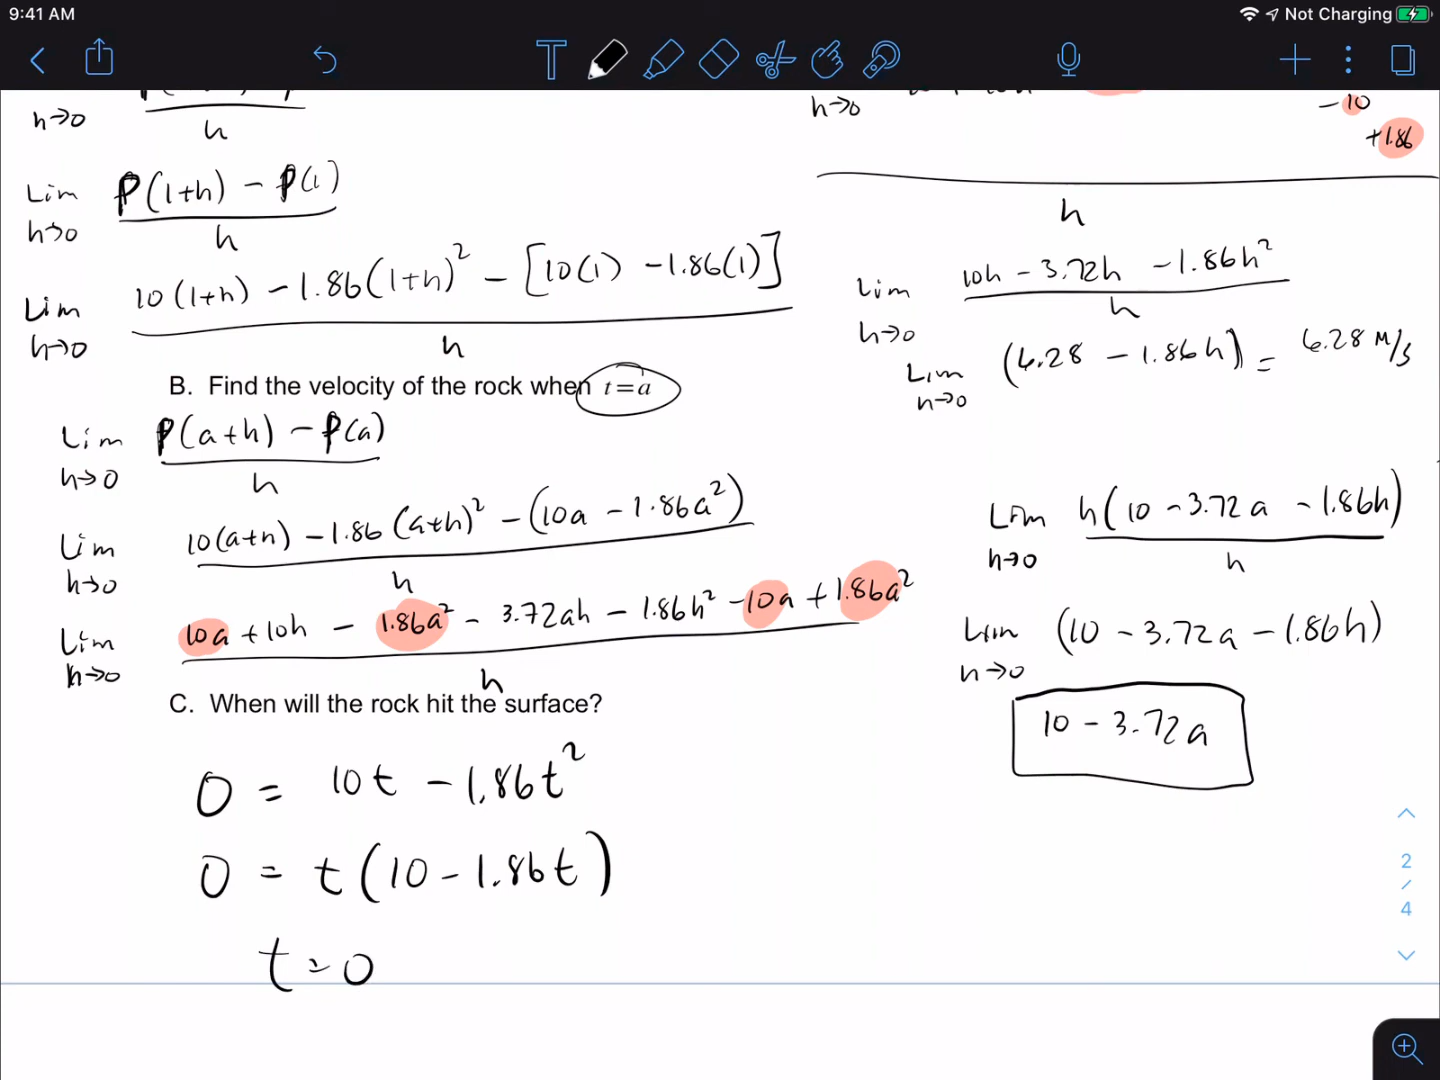 9:41 AM
Not Charging
h→0
h
Lim P(1+h) - P(1)
h→0 h
Lim 10(1+h) - 1.86(1+h)² - [10(1) - 1.86(1)]
h→0 h
B. Find the velocity of the rock when t=a
Lim P(a+h) - P(a)
h→0 h
Lim 10(a+h) - 1.86(a+h)² - (10a - 1.86a²)
h→0 h
Lim 10a + 10h - 1.86a² - 3.72ah - 1.86h² - 10a + 1.86a²
h→0 h
C. When will the rock hit the surface?
0 = 10t - 1.86t²
0 = t(10 - 1.86t)
t = 0
h→0
-10
+1.86
h
Lim 10h - 3.72h - 1.86h²
h→0 h
Lim (6.28 - 1.86h) = 6.28 M/s
h→0
Lim h(10 - 3.72a - 1.86h)
h→0 h
Lim (10 - 3.72a - 1.86h)
h→0
10 - 3.72a
2
/
4